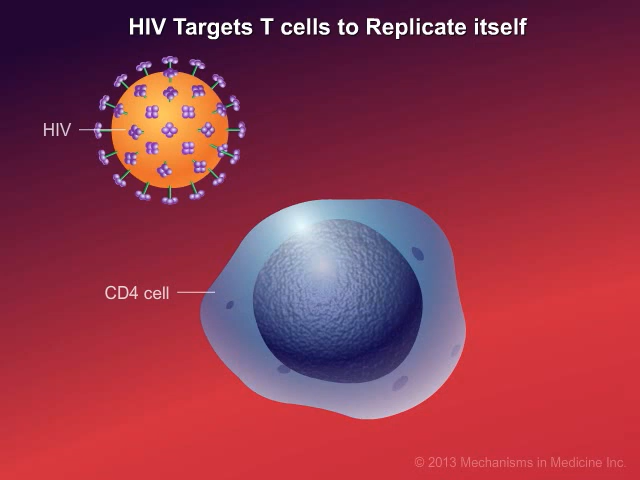 HIV Targets T cells to Replicate itself
HIV
CD4 cell
© 2013 Mechanisms in Medicine Inc.